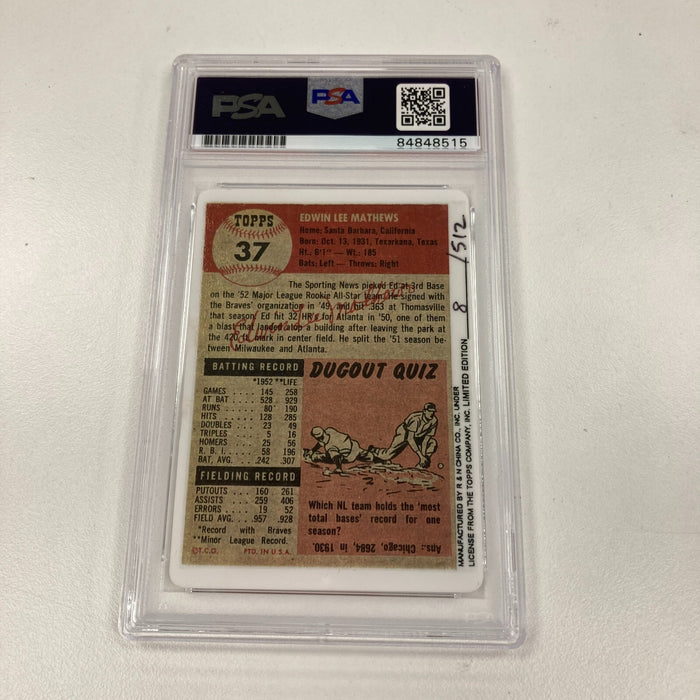 PSA
PSA
84848515
TOPPS
37
EDWIN LEE MATHEWS
Home: Santa Barbara, California
Born: Oct. 13, 1931, Texarkana, Texas
Ht.: 6'1" — Wt.: 185
Bats: Left — Throws: Right
The Sporting News picked Ed at 3rd Base
on the '52 Major League Rookie All-Star team. He signed
with the Braves' organization in '49, and hit .363 at Thomasville
that season. Ed hit 32 HRs for Atlanta in '50, one of them
a blast that landed atop a building after leaving the park at
the 420 ft. mark in center field. He split the '51 season be-
tween Milwaukee and Atlanta.
Edwin Lee Mathews
BATTING RECORD
*1952 **LIFE
GAMES . . . . 145 258
AT BAT . . . . 528 929
RUNS . . . . 80 190
HITS . . . . 128 285
DOUBLES . . . 23 49
TRIPLES . . . 5 16
HOMERS . . . 25 56
R. B. I. . . . 58 196
BAT, AVG. . . .242 .307
FIELDING RECORD
PUTOUTS . . 160 261
ASSISTS . . 259 406
ERRORS . . 19 52
FIELD AVG. . .957 .928
*Record with Braves
**Minor League Record.
©T.C.G. PTD. IN U.S.A.
DUGOUT QUIZ
Which NL team holds the 'most
total bases' record for one
season?
Ans.: Chicago, 2684, in 1930.
MANUFACTURED BY R & N CHINA CO., INC. UNDER
LICENSE FROM THE TOPPS COMPANY, INC. LIMITED EDITION 8 /512